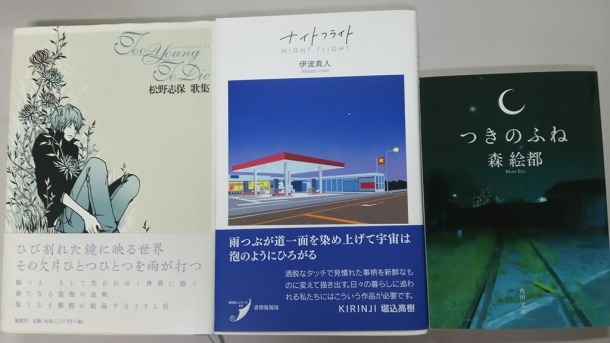 Too Young
To Die
松野志保 歌集
ひび割れた鏡に映る世界
その欠片ひとつひとつを雨が打つ
ナイトフライト
NIGHT FLIGHT
伊波真人
雨つぶが道一面を染め上げて宇宙は
泡のようにひろがる
洒脱なタッチで見慣れた事柄を新鮮なも
のに変えて描き出す。日々の暮らしに追わ
れる私たちにはこういう作品が必要です。
KIRINJI 堀込高樹
書肆侃侃房
つきのふね
森 絵都
Mori Eto
角川文庫